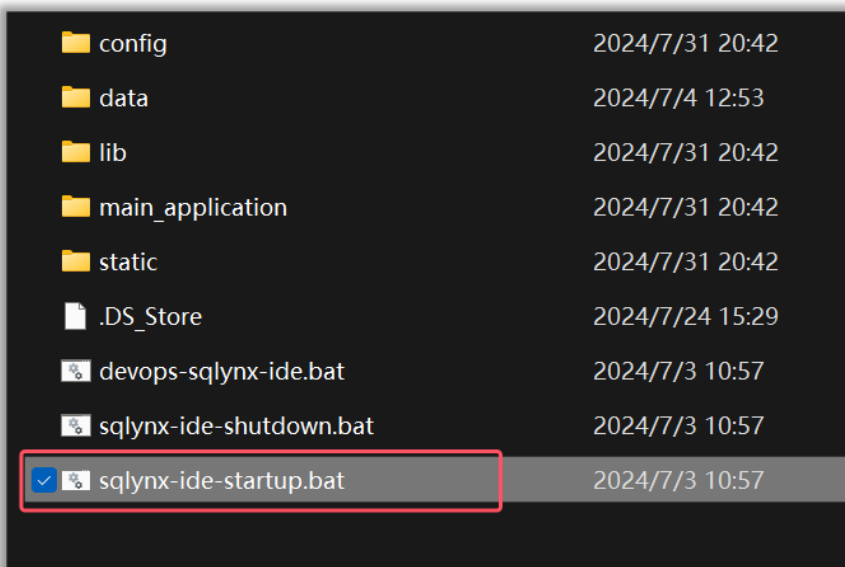 config 2024/7/31 20:42
data 2024/7/4 12:53
lib 2024/7/31 20:42
main_application 2024/7/31 20:42
static 2024/7/31 20:42
.DS_Store 2024/7/24 15:29
devops-sqlynx-ide.bat 2024/7/3 10:57
sqlynx-ide-shutdown.bat 2024/7/3 10:57
sqlynx-ide-startup.bat 2024/7/3 10:57